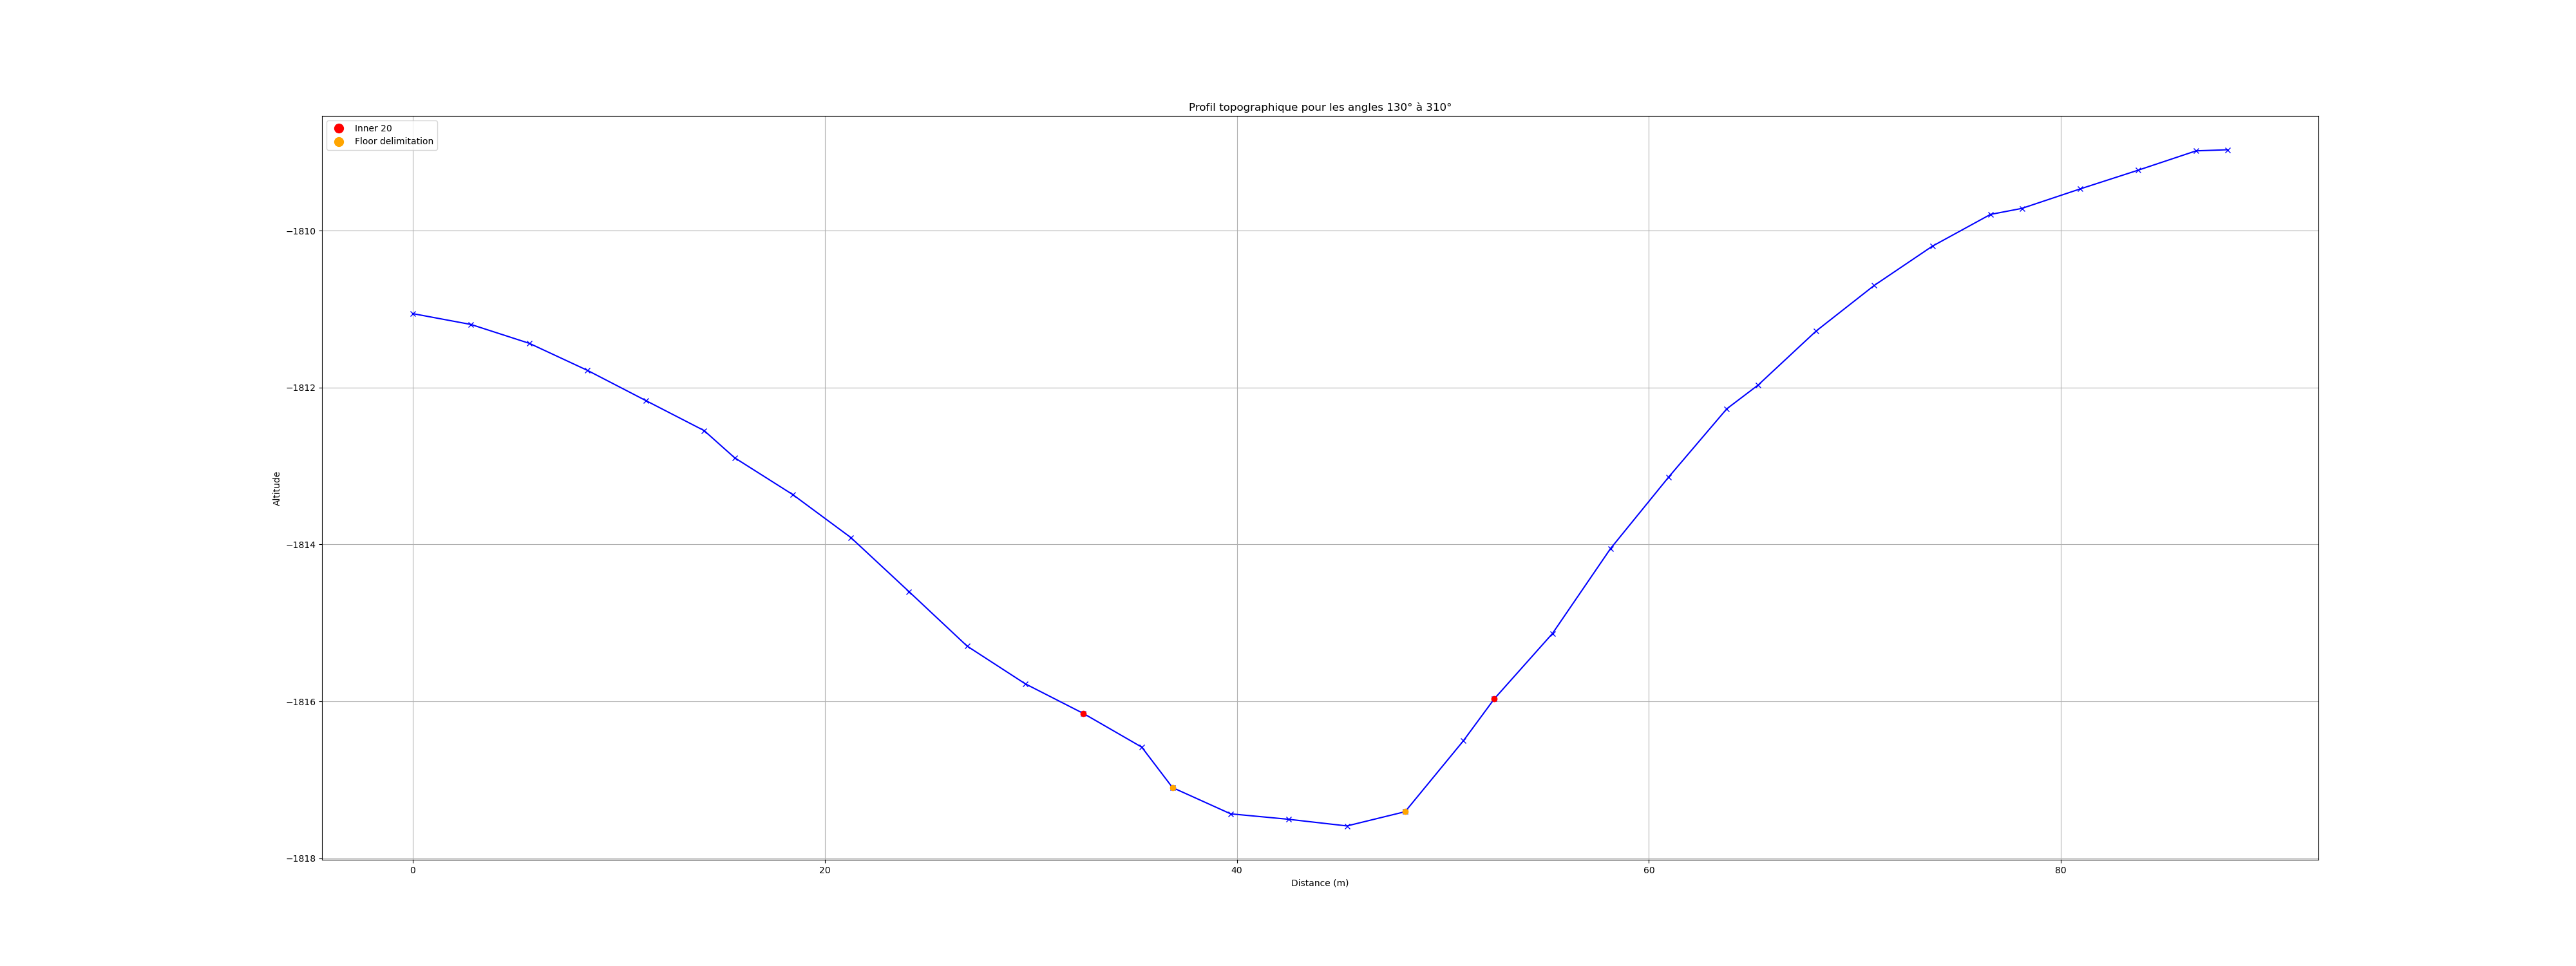 Profil topographique pour les angles 130° à 310°
Inner 20
Floor delimitation
Altitude
−1810
−1812
−1814
−1816
−1818
0
20
40
60
80
Distance (m)